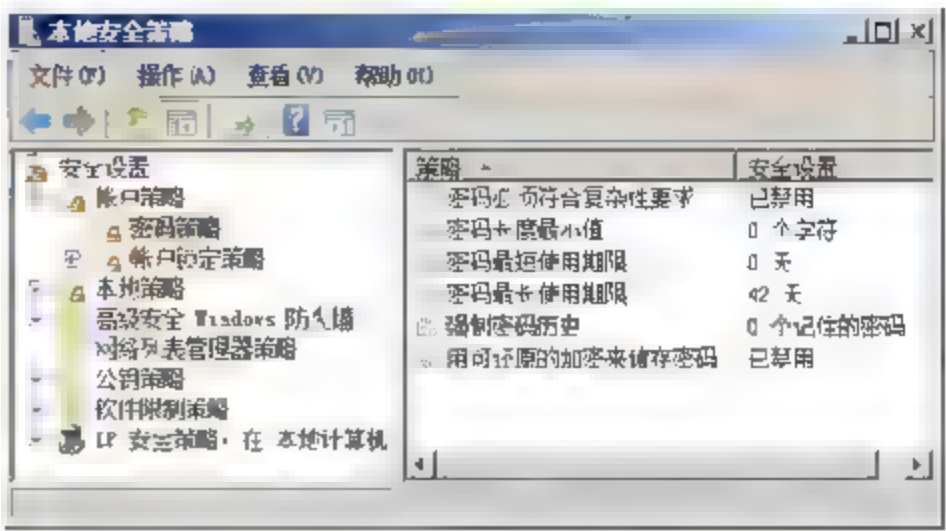 本地安全策略
文件(F) 操作(A) 查看(V) 帮助(H)
安全设置
帐户策略
密码策略
帐户锁定策略
本地策略
高级安全 Windows 防火墙
网络列表管理器策略
公钥策略
软件限制策略
IP 安全策略，在 本地计算机
策略 安全设置
密码必须符合复杂性要求 已禁用
密码长度最小值 0 个字符
密码最短使用期限 0 天
密码最长使用期限 42 天
强制密码历史 0 个记住的密码
用可还原的加密来储存密码 已禁用